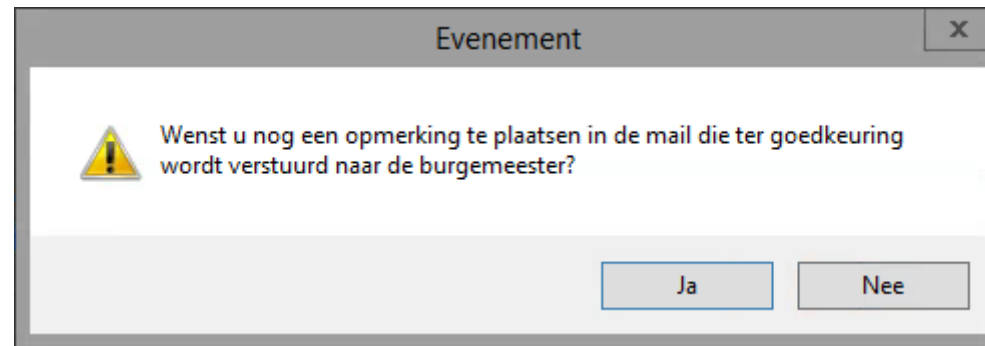 Evenement
Wenst u nog een opmerking te plaatsen in de mail die ter goedkeuring
wordt verstuurd naar de burgemeester?
Ja
Nee